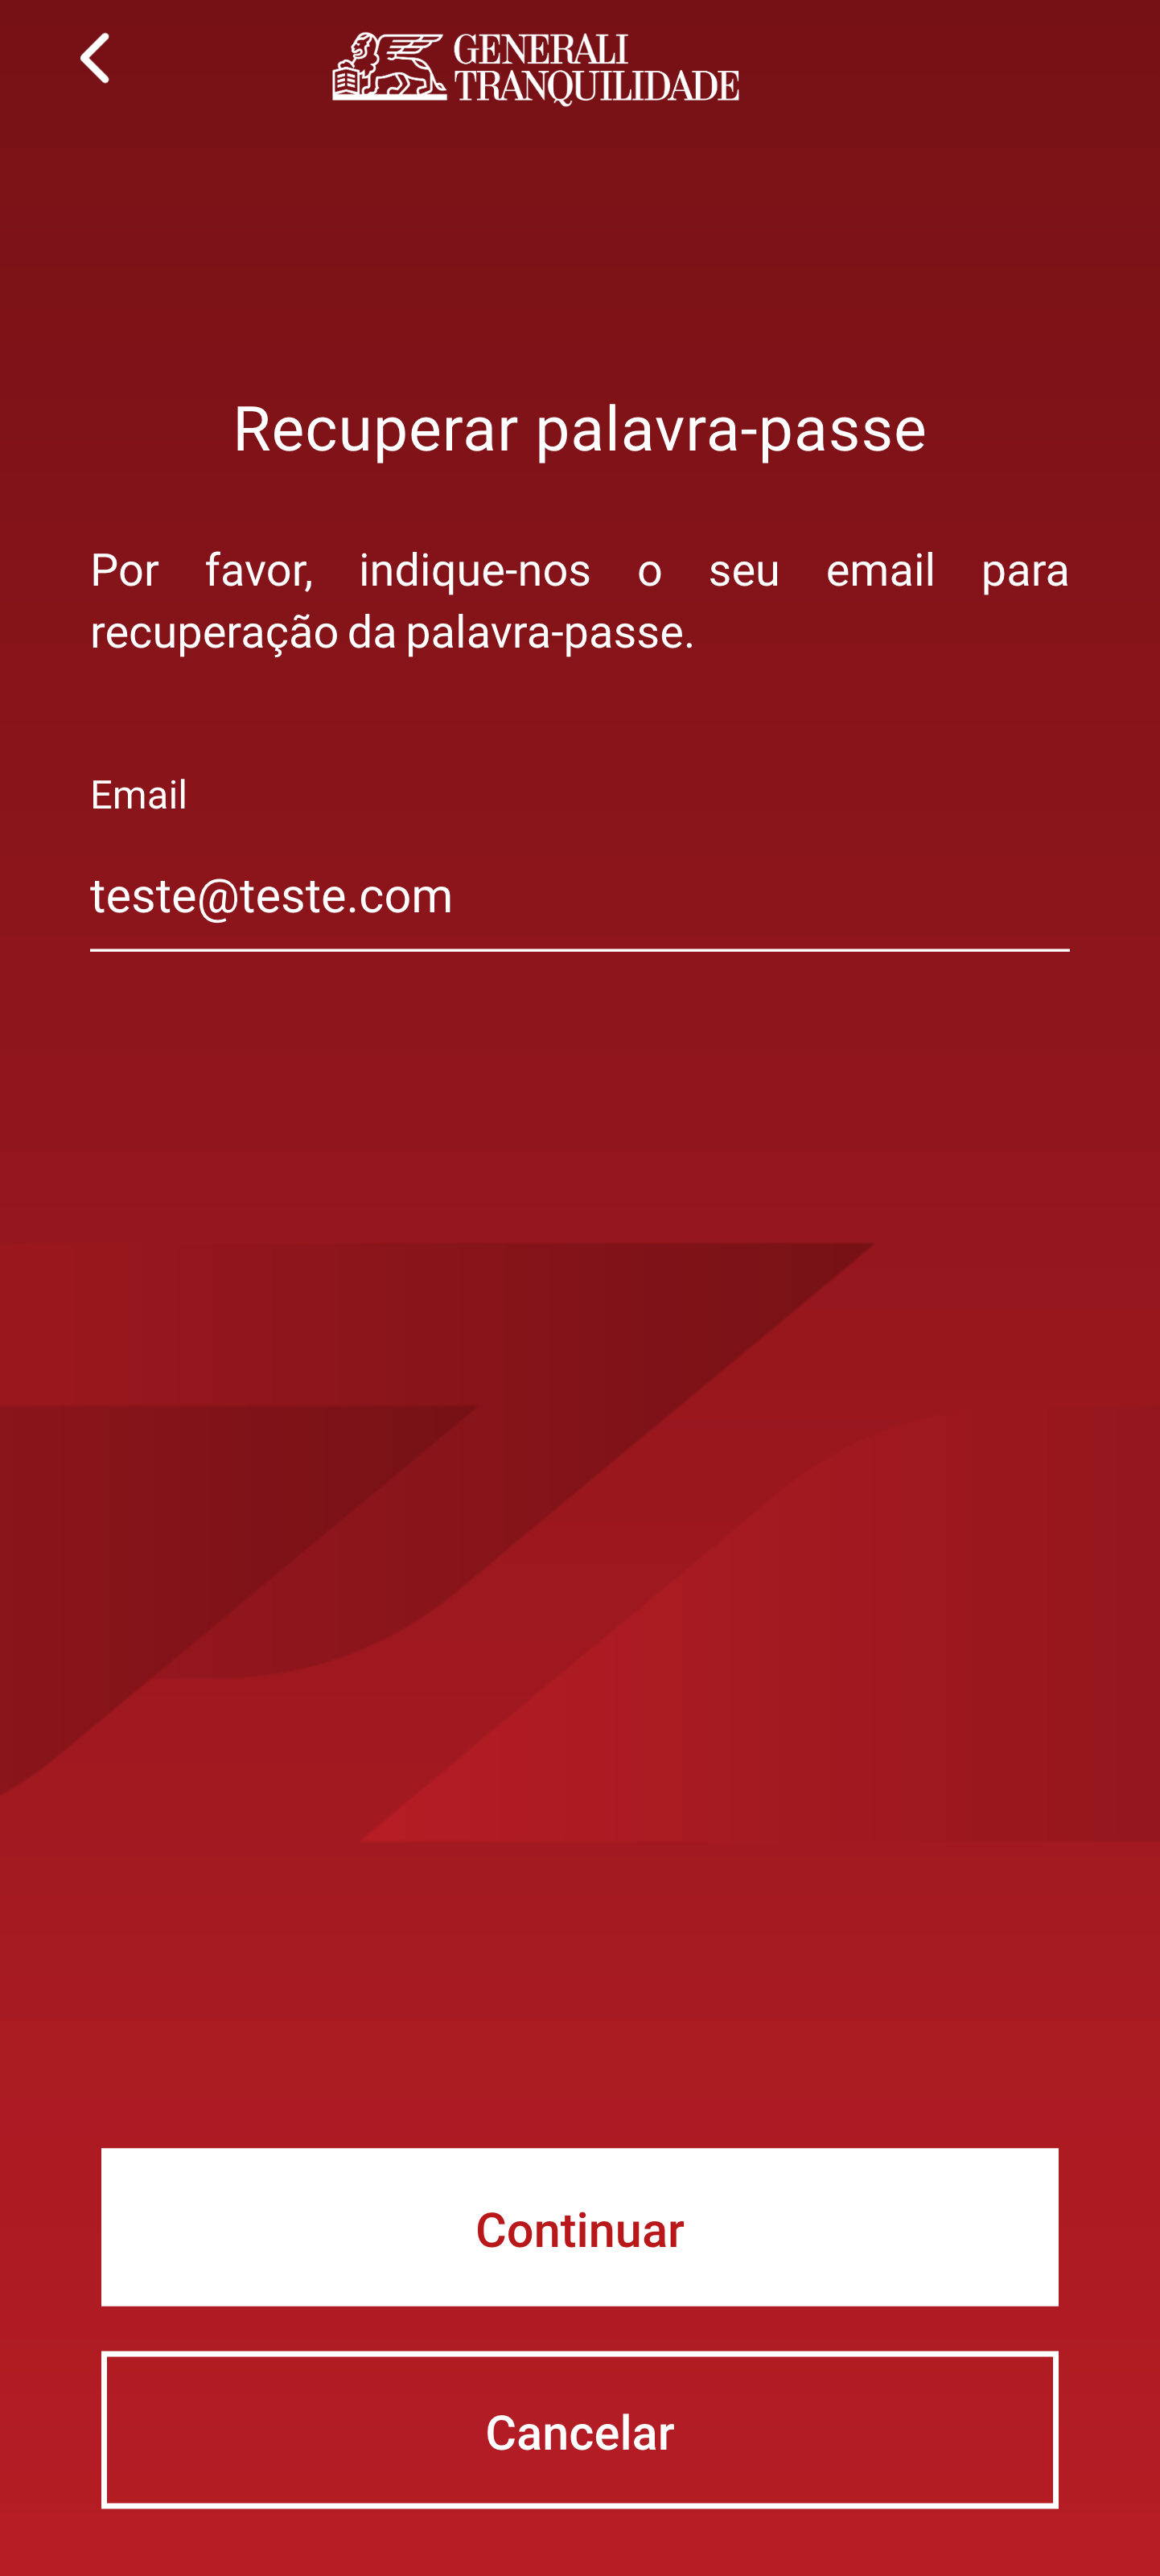 GENERALI
TRANQUILIDADE
Recuperar palavra-passe
Por favor, indique-nos o seu email para
recuperação da palavra-passe.
Email
teste@teste.com
Continuar
Cancelar